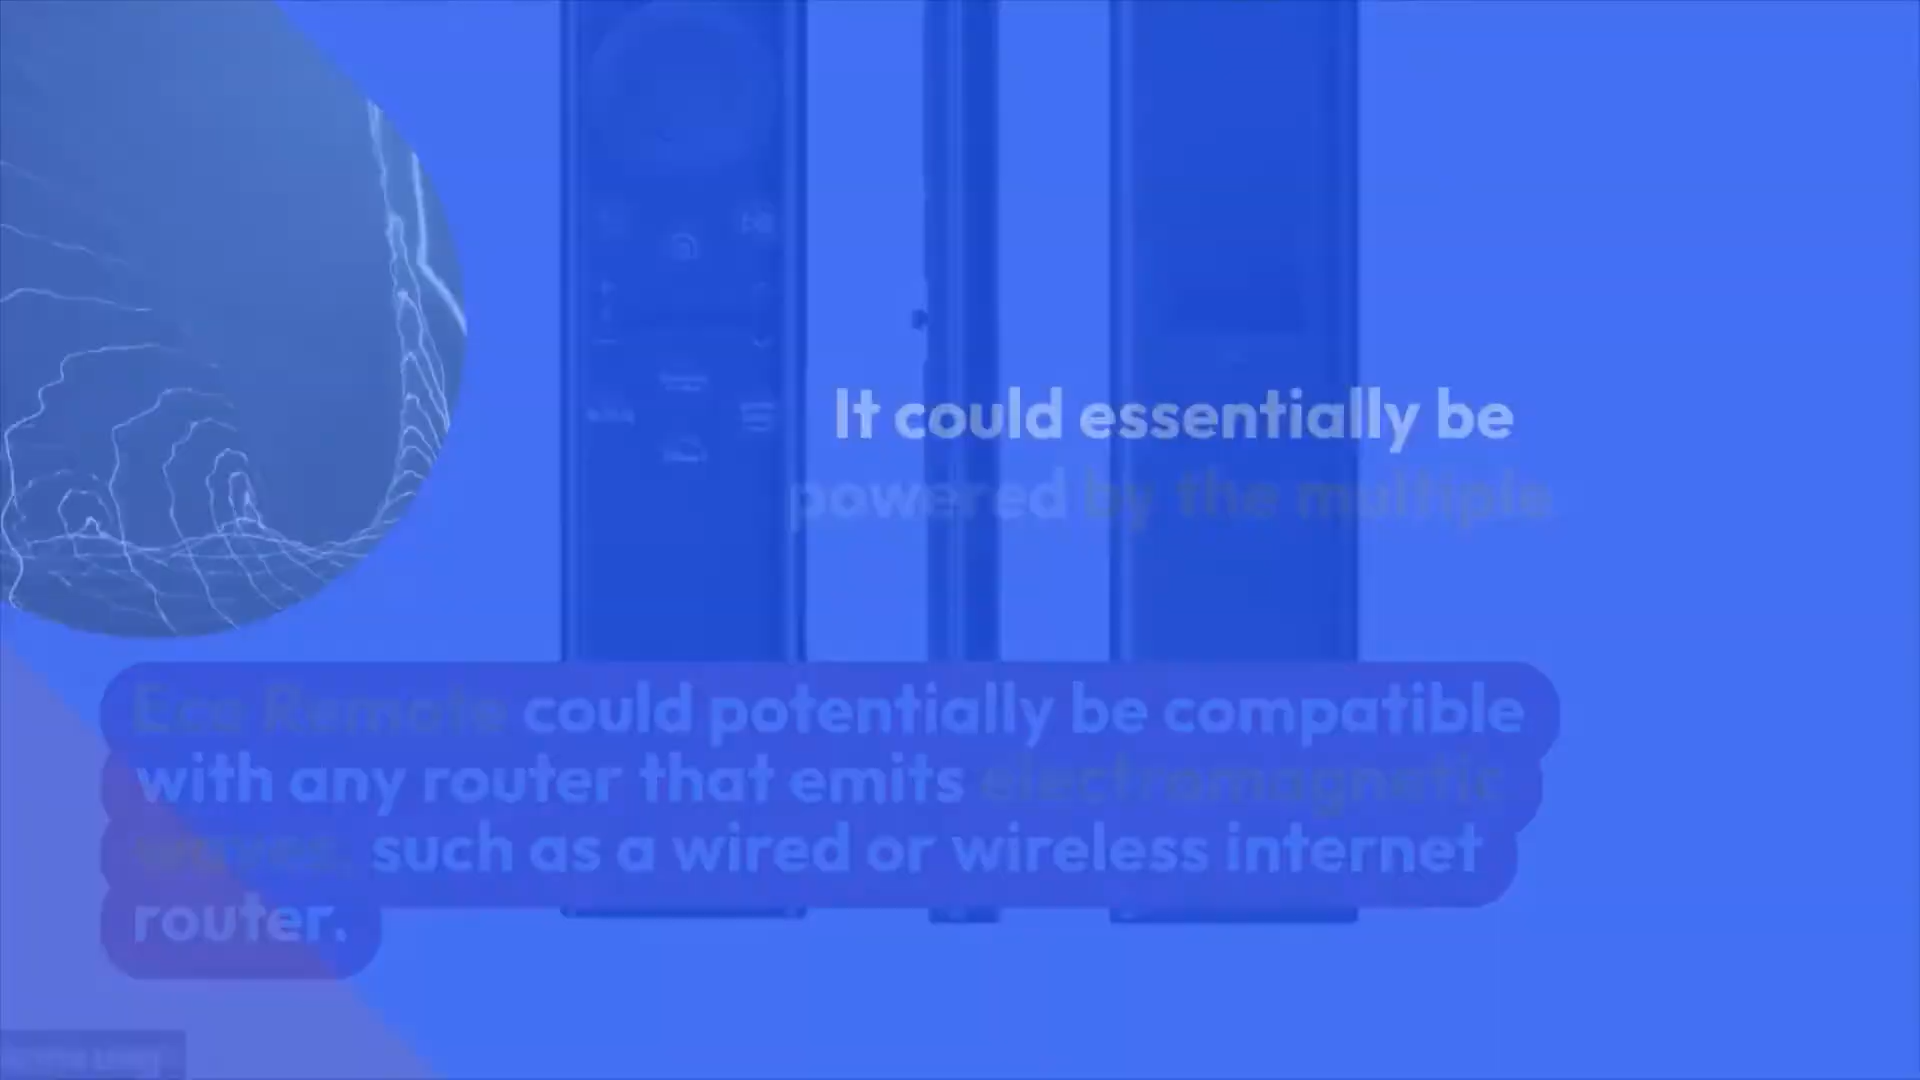 It could essentially be
powered by the multiple
Eco Remote could potentially be compatible
with any router that emits electromagnetic
waves, such as a wired or wireless internet
router.